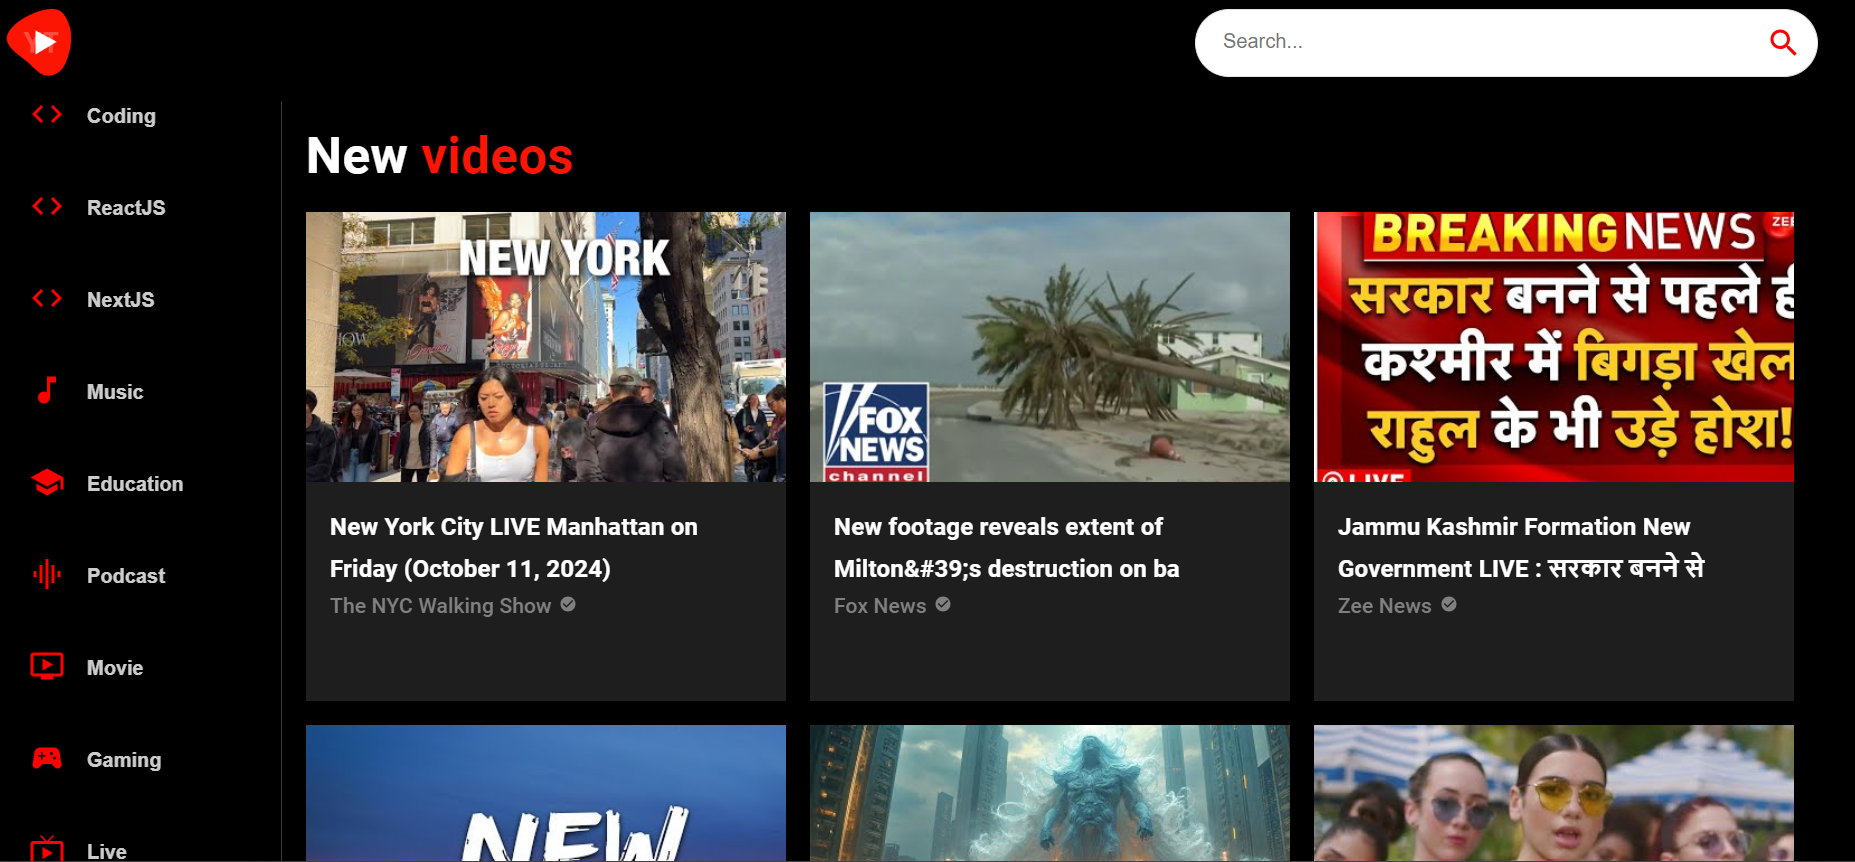 YT
Search...
Coding
ReactJS
NextJS
Music
Education
Podcast
Movie
Gaming
Live
New videos
NEW YORK
New York City LIVE Manhattan on
Friday (October 11, 2024)
The NYC Walking Show
FOX
NEWS
channel
New footage reveals extent of
Milton&#39;s destruction on ba
Fox News
BREAKING NEWS
ZEE
सरकार बनने से पहले ही
कश्मीर में बिगड़ा खेल
राहुल के भी उड़े होश!
LIVE
Jammu Kashmir Formation New
Government LIVE : सरकार बनने से
Zee News
NEW